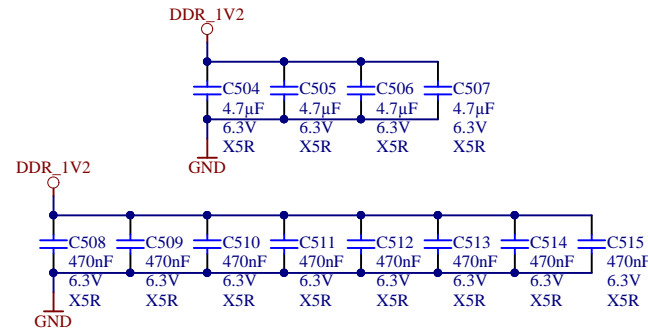 DDR_1V2
C504 C505 C506 C507
4.7µF 4.7µF 4.7µF 4.7µF
6.3V 6.3V 6.3V 6.3V
X5R X5R X5R X5R
GND
DDR_1V2
C508 C509 C510 C511 C512 C513 C514 C515
470nF 470nF 470nF 470nF 470nF 470nF 470nF 470nF
6.3V 6.3V 6.3V 6.3V 6.3V 6.3V 6.3V 6.3V
X5R X5R X5R X5R X5R X5R X5R X5R
GND